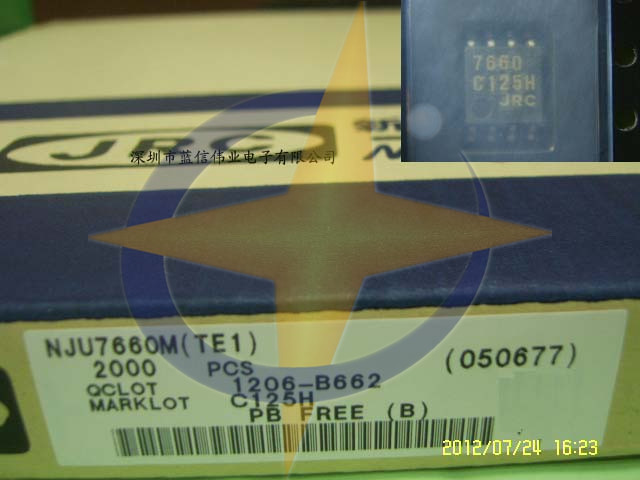 7660
C125H
JRC
JRC
深圳市蓝信伟业电子有限公司
NJU7660M(TE1)
2000 PCS
(050677)
QCLOT 1206-B662
MARKLOT C125H
PB FREE (B)
2012/07/24 16:23